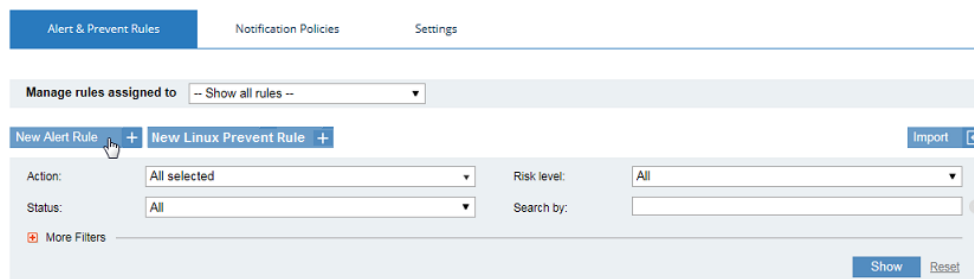 Alert & Prevent Rules Notification Policies Settings
Manage rules assigned to -- Show all rules --
New Alert Rule + New Linux Prevent Rule + Import
Action: All selected Risk level: All
Status: All Search by:
More Filters
Show Reset